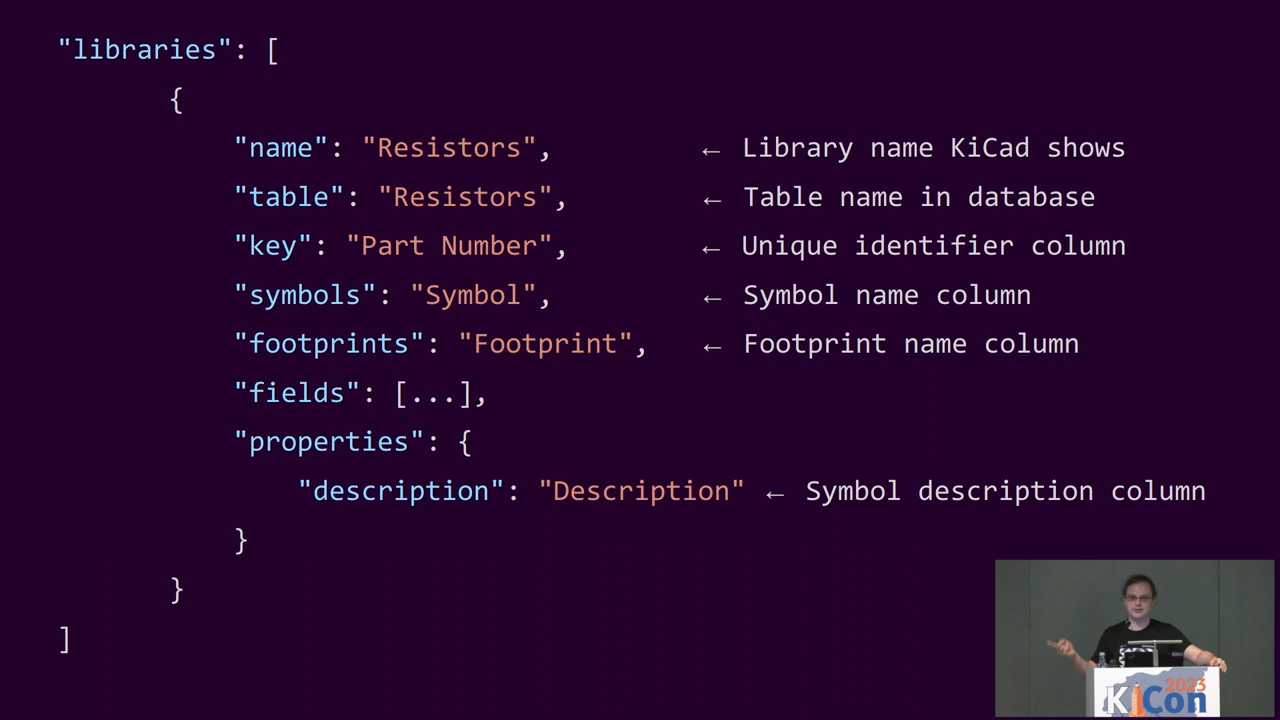 "libraries": [
{
"name": "Resistors", ← Library name KiCad shows
"table": "Resistors", ← Table name in database
"key": "Part Number", ← Unique identifier column
"symbols": "Symbol", ← Symbol name column
"footprints": "Footprint", ← Footprint name column
"fields": [...],
"properties": {
"description": "Description" ← Symbol description column
}
}
]
2023
KiCon